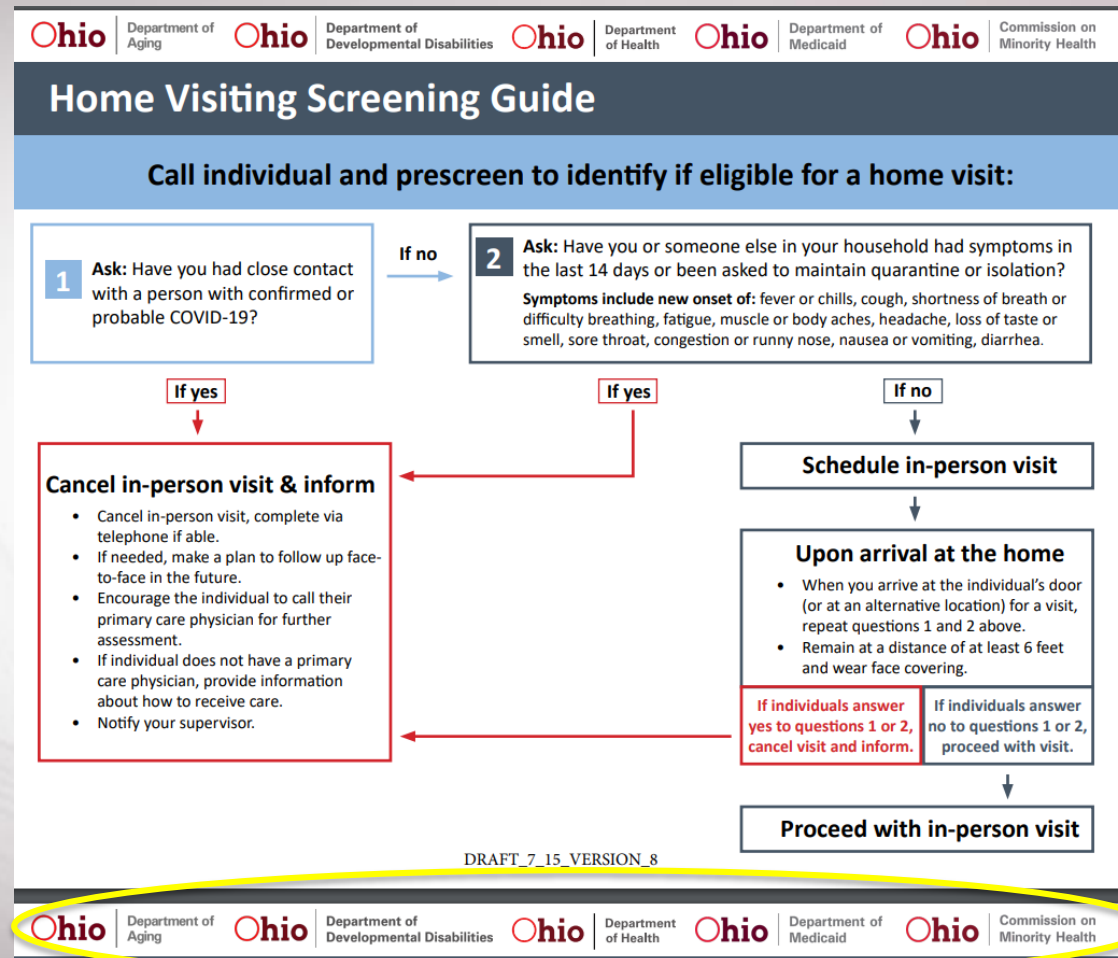 Ohio Department of Aging Ohio Department of Developmental Disabilities Ohio Department of Health Ohio Department of Medicaid Ohio Commission on Minority Health
Home Visiting Screening Guide
Call individual and prescreen to identify if eligible for a home visit:
1
Ask: Have you had close contact
with a person with confirmed or
probable COVID-19?
If no
2
Ask: Have you or someone else in your household had symptoms in
the last 14 days or been asked to maintain quarantine or isolation?
Symptoms include new onset of: fever or chills, cough, shortness of breath or
difficulty breathing, fatigue, muscle or body aches, headache, loss of taste or
smell, sore throat, congestion or runny nose, nausea or vomiting, diarrhea.
If yes
If yes
If no
Cancel in-person visit & inform
• Cancel in-person visit, complete via
telephone if able.
• If needed, make a plan to follow up face-
to-face in the future.
• Encourage the individual to call their
primary care physician for further
assessment.
• If individual does not have a primary
care physician, provide information
about how to receive care.
• Notify your supervisor.
Schedule in-person visit
Upon arrival at the home
• When you arrive at the individual's door
(or at an alternative location) for a visit,
repeat questions 1 and 2 above.
• Remain at a distance of at least 6 feet
and wear face covering.
If individuals answer
yes to questions 1 or 2,
cancel visit and inform.
If individuals answer
no to questions 1 or 2,
proceed with visit.
Proceed with in-person visit
DRAFT_7_15_VERSION_8
Ohio Department of Aging Ohio Department of Developmental Disabilities Ohio Department of Health Ohio Department of Medicaid Ohio Commission on Minority Health